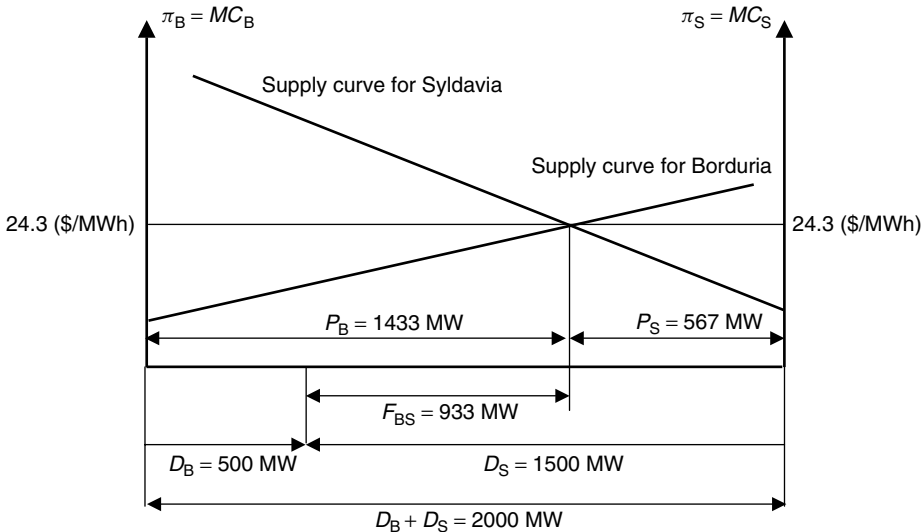 π_B = MC_B
π_S = MC_S
Supply curve for Syldavia
Supply curve for Borduria
24.3 ($/MWh)
24.3 ($/MWh)
P_B = 1433 MW
P_S = 567 MW
F_BS = 933 MW
D_B = 500 MW
D_S = 1500 MW
D_B + D_S = 2000 MW